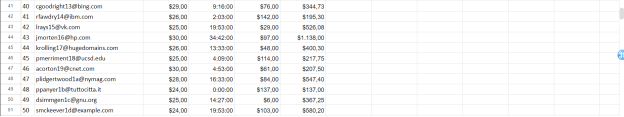 41 40 cgoodright13@bing.com $29,00 9:16:00 $76,00 $344,73
42 41 rfawdry14@ibm.com $26,00 2:03:00 $142,00 $195,30
43 42 lrays15@vk.com $25,00 19:53:00 $29,00 $526,08
44 43 jmorten16@hp.com $30,00 34:42:00 $97,00 $1.138,00
45 44 krolling17@hugedomains.com $26,00 13:33:00 $48,00 $400,30
46 45 pmerriment18@ucsd.edu $25,00 4:09:00 $114,00 $217,75
47 46 acorton19@cnet.com $30,00 4:53:00 $61,00 $207,50
48 47 plidgertwood1a@nymag.com $28,00 16:33:00 $84,00 $547,40
49 48 ppanyer1b@tuttocitta.it $24,00 0:00:00 $137,00 $137,00
50 49 dsimmgen1c@gnu.org $25,00 14:27:00 $6,00 $367,25
51 50 smckeever1d@example.com $24,00 19:53:00 $103,00 $580,20